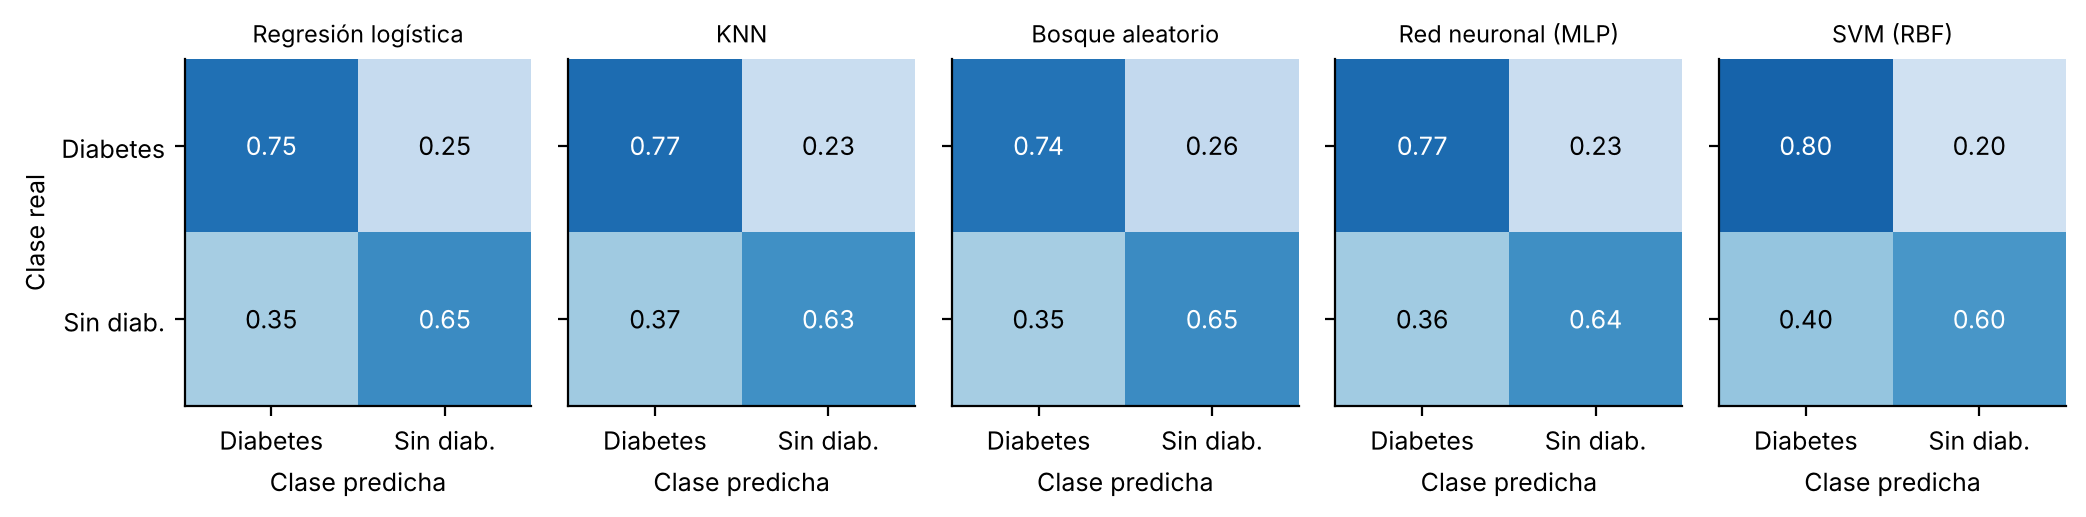 Regresión logística
KNN
Bosque aleatorio
Red neuronal (MLP)
SVM (RBF)
Clase real
Diabetes
0.75 0.25
0.77 0.23
0.74 0.26
0.77 0.23
0.80 0.20
Sin diab.
0.35 0.65
0.37 0.63
0.35 0.65
0.36 0.64
0.40 0.60
Diabetes Sin diab.
Diabetes Sin diab.
Diabetes Sin diab.
Diabetes Sin diab.
Diabetes Sin diab.
Clase predicha
Clase predicha
Clase predicha
Clase predicha
Clase predicha